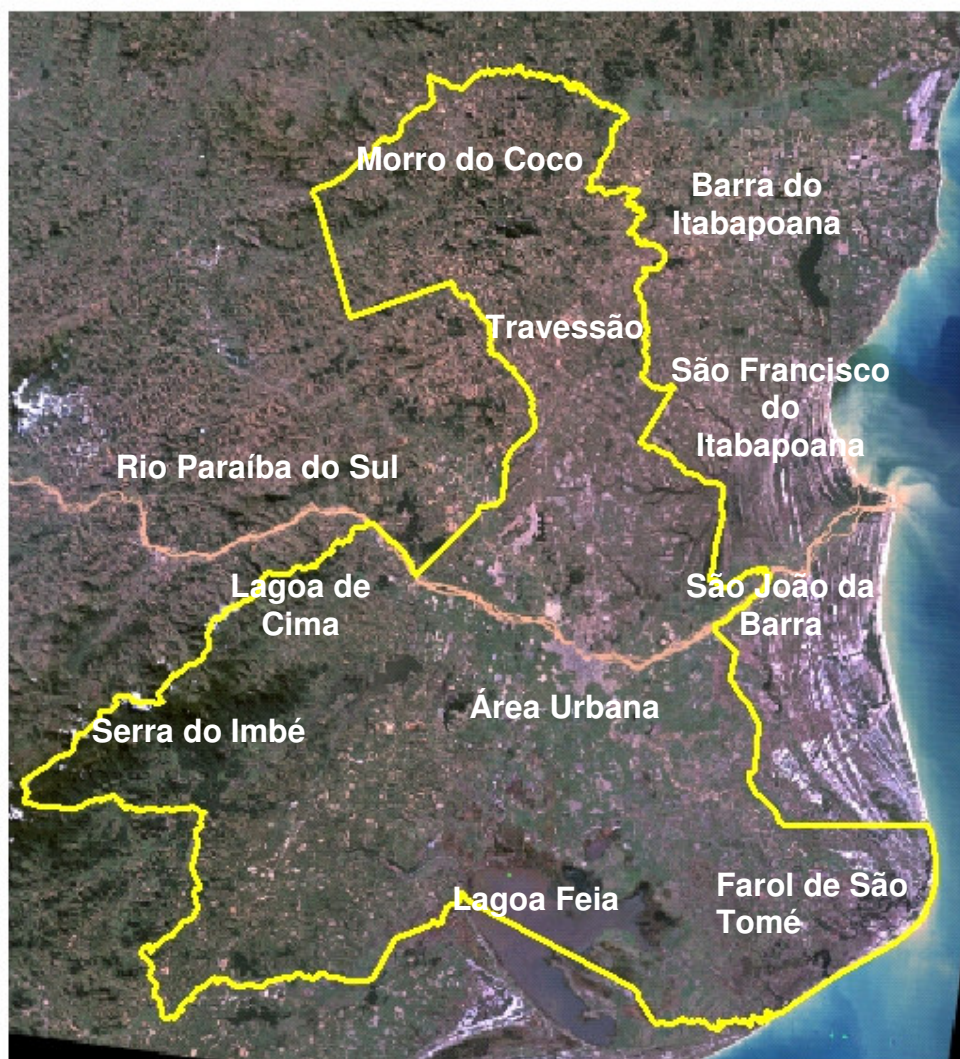 Morro do Coco
Barra do
Itabapoana
Travessão
São Francisco
do
Itabapoana
Rio Paraíba do Sul
Lagoa de
Cima
São João da
Barra
Área Urbana
Serra do Imbé
Lagoa Feia
Farol de São
Tomé